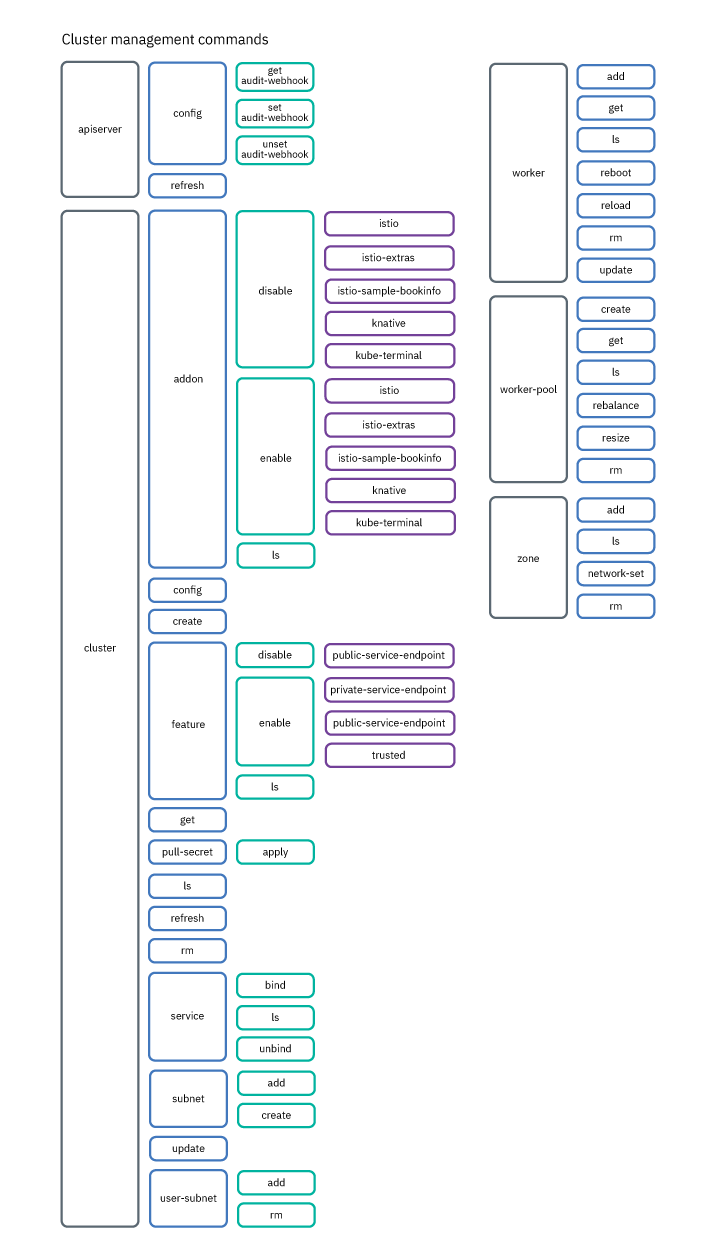 Cluster management commands
apiserver
config
get
audit-webhook
set
audit-webhook
unset
audit-webhook
refresh
cluster
addon
disable
istio
istio-extras
istio-sample-bookinfo
knative
kube-terminal
enable
istio
istio-extras
istio-sample-bookinfo
knative
kube-terminal
ls
config
create
feature
disable
public-service-endpoint
enable
private-service-endpoint
public-service-endpoint
trusted
ls
get
pull-secret
apply
ls
refresh
rm
service
bind
ls
unbind
subnet
add
create
update
user-subnet
add
rm
worker
add
get
ls
reboot
reload
rm
update
worker-pool
create
get
ls
rebalance
resize
rm
zone
add
ls
network-set
rm